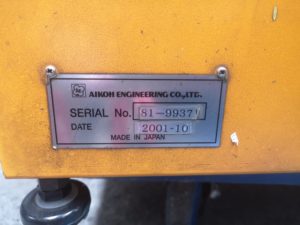 AIKOH ENGINEERING CO.,LTD.
SERIAL No. 81-9937
DATE 2001-10
MADE IN JAPAN